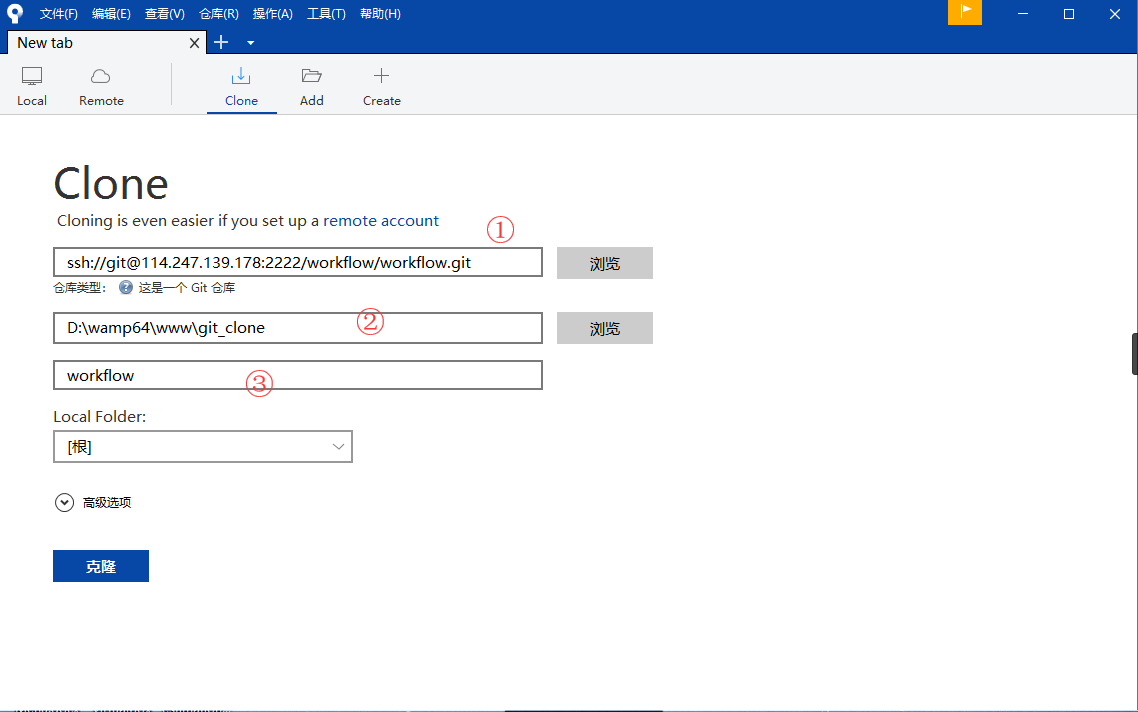 文件(F) 编辑(E) 查看(V) 仓库(R) 操作(A) 工具(T) 帮助(H)
New tab
Local Remote Clone Add Create
Clone
Cloning is even easier if you set up a remote account
①
ssh://git@114.247.139.178:2222/workflow/workflow.git 浏览
仓库类型: ? 这是一个 Git 仓库
D:\wamp64\www\git_clone ② 浏览
workflow ③
Local Folder:
[根]
高级选项
克隆